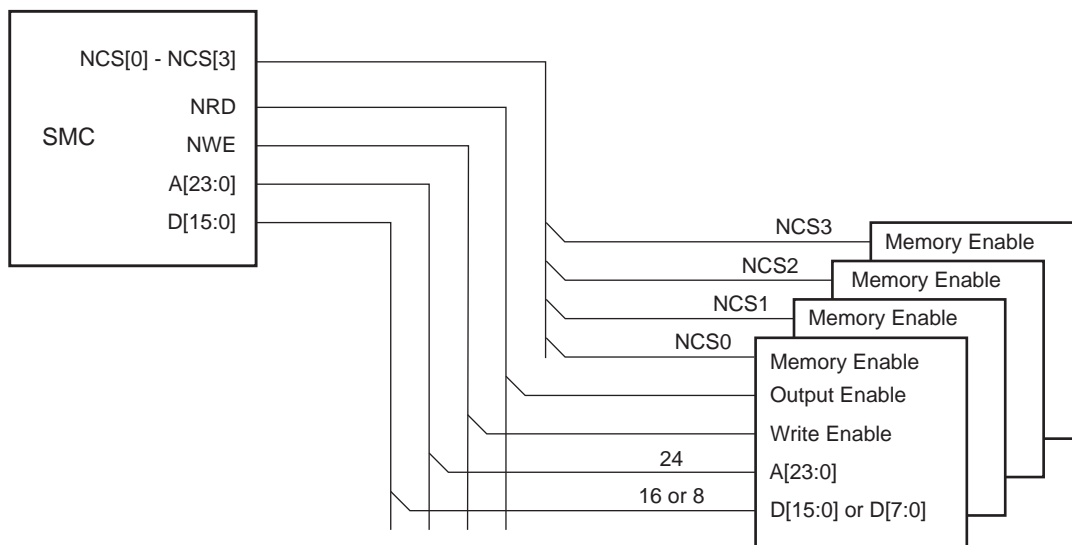 NCS[0] - NCS[3]
NRD
SMC
NWE
A[23:0]
D[15:0]
NCS3
Memory Enable
NCS2
Memory Enable
NCS1
Memory Enable
NCS0
Memory Enable
Output Enable
Write Enable
24
A[23:0]
16 or 8
D[15:0] or D[7:0]